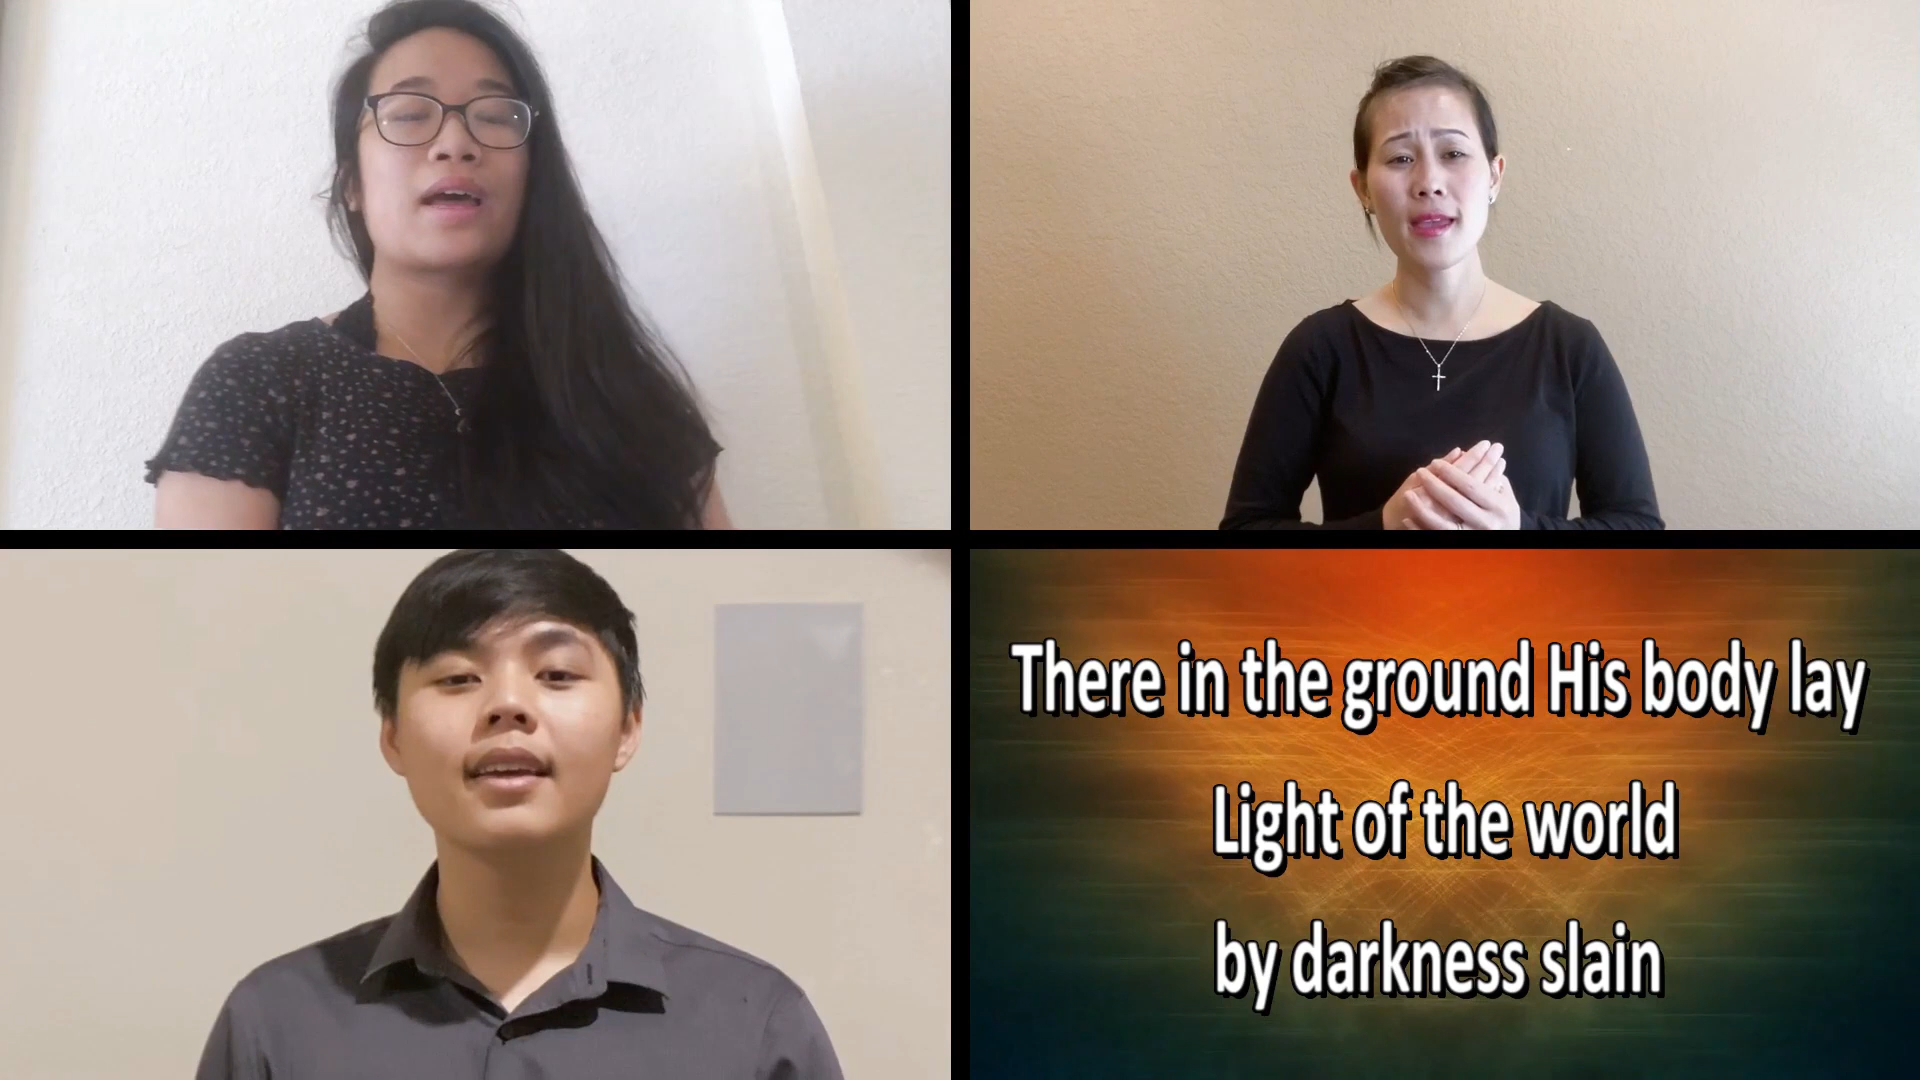 There in the ground His body lay
Light of the world
by darkness slain